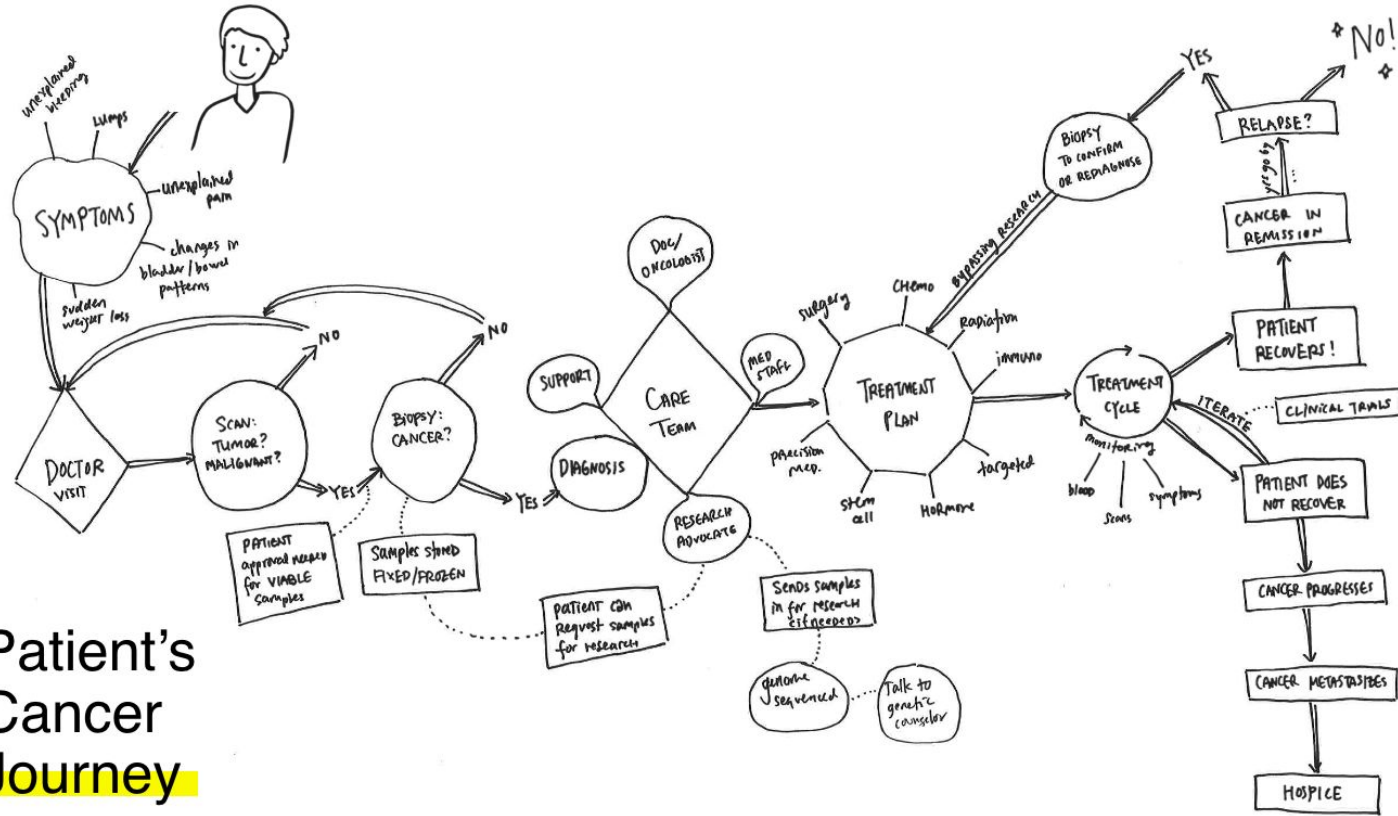 unexplained
bleeding
Lumps
SYMPTOMS
unexplained
pain
changes in
bladder/bowel
patterns
sudden
weight loss
DOCTOR
VISIT
SCAN:
TUMOR?
MALIGNANT?
NO
YES
PATIENT
approval needed
for VIABLE
samples
BIOPSY:
CANCER?
NO
YES
Samples stored
FIXED/FROZEN
DIAGNOSIS
SUPPORT
DOC/
ONCOLOGIST
MED
STAFF
CARE
TEAM
RESEARCH
ADVOCATE
patient can
Request samples
for research
Sends samples
in for research
(if needed)
genome
sequenced
Talk to
genetic
counselor
TREATMENT
PLAN
surgery
CHemo
Radiation
immuno
targeted
HORmone
stem
cell
precision
med.
TREATMENT
CYCLE
monitoring
blood
scans
symptoms
ITERATE
CLINICAL TRIALS
PATIENT
RECOVERS!
CANCER IN
REMISSION
RELAPSE?
YES
NO!
BIOPSY
TO CONFIRM
OR REDIAGNOSE
BYPASSING RESEARCH
PATIENT DOES
NOT RECOVER
CANCER PROGRESSES
CANCER METASTASIZES
HOSPICE
Patient's
Cancer
Journey